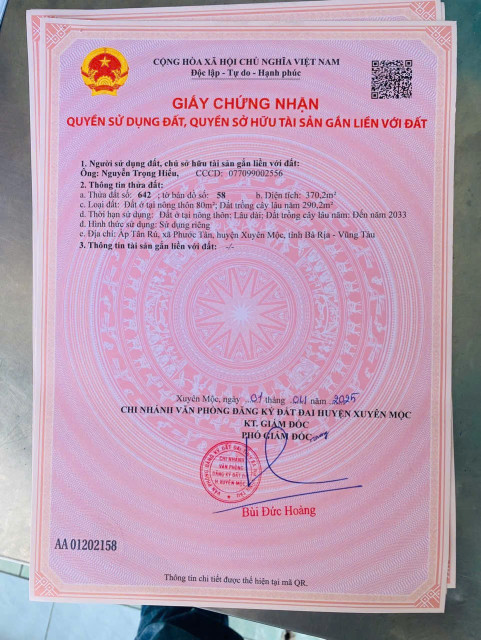 CỘNG HÒA XÃ HỘI CHỦ NGHĨA VIỆT NAM
Độc lập - Tự do - Hạnh phúc
GIẤY CHỨNG NHẬN
QUYỀN SỬ DỤNG ĐẤT, QUYỀN SỞ HỮU TÀI SẢN GẮN LIỀN VỚI ĐẤT
1. Người sử dụng đất, chủ sở hữu tài sản gắn liền với đất:
Ông: Nguyễn Trọng Hiếu, CCCD: 077099002556
2. Thông tin thửa đất:
a. Thửa đất số: 642 ; tờ bản đồ số: 58 b. Diện tích: 370,2m²
c. Loại đất: Đất ở tại nông thôn 80m²; Đất trồng cây lâu năm 290,2m²
d. Thời hạn sử dụng: Đất ở tại nông thôn: Lâu dài; Đất trồng cây lâu năm: Đến năm 2033
đ. Hình thức sử dụng: Sử dụng riêng
e. Địa chỉ: Ấp Tân Rú, xã Phước Tân, huyện Xuyên Mộc, tỉnh Bà Rịa - Vũng Tàu
3. Thông tin tài sản gắn liền với đất: -/-
Xuyên Mộc, ngày 01 tháng 04 năm 2025
CHI NHÁNH VĂN PHÒNG ĐĂNG KÝ ĐẤT ĐAI HUYỆN XUYÊN MỘC
KT. GIÁM ĐỐC
PHÓ GIÁM ĐỐC
CHI NHÁNH
VĂN PHÒNG
ĐĂNG KÝ ĐẤT Đ
H.XUYÊN MỘC
Bùi Đức Hoàng
AA 01202158
Thông tin chi tiết được thể hiện tại mã QR.